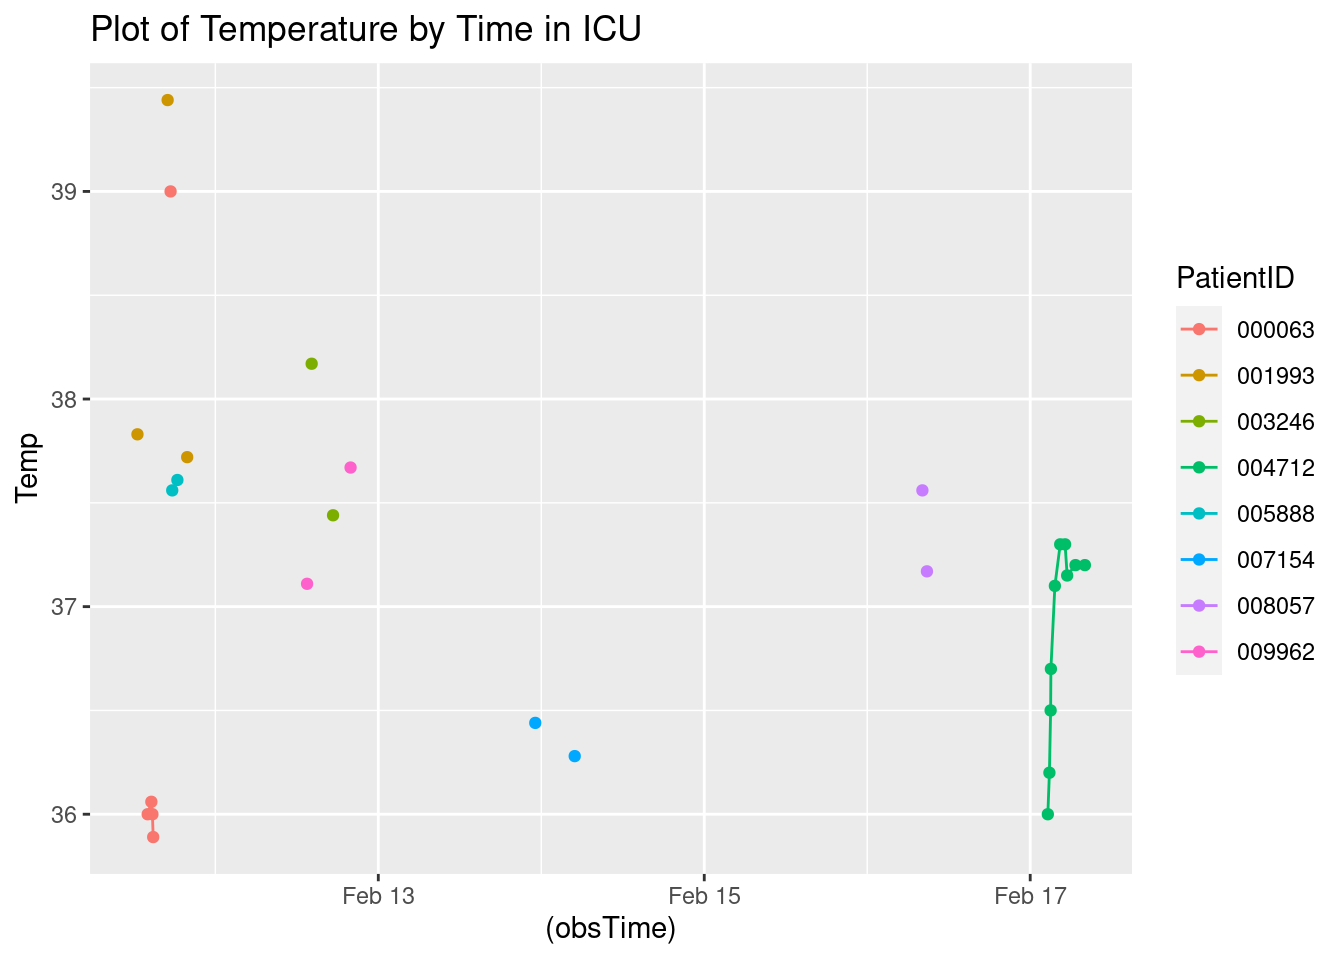 Plot of Temperature by Time in ICU
39
38
37
36
Temp
Feb 13
Feb 15
Feb 17
(obsTime)
PatientID
000063
001993
003246
004712
005888
007154
008057
009962